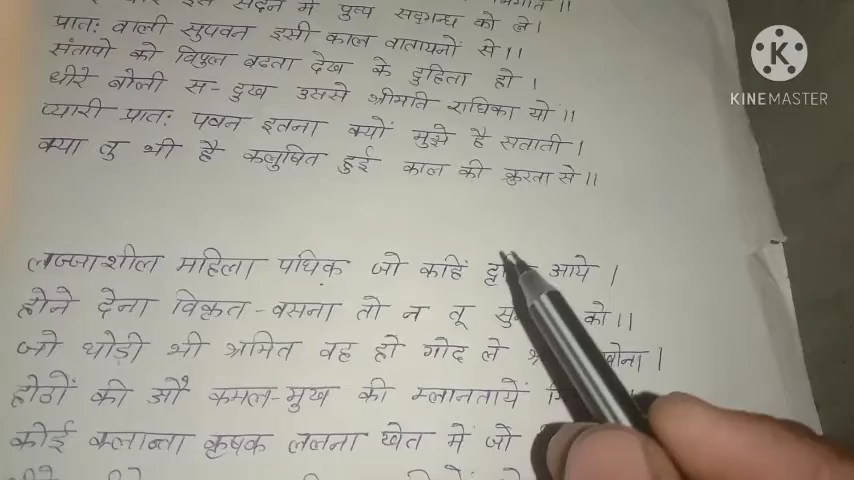 इस सदन में पुष्प सद्गन्ध को ले।
प्रातः वाली सुपवन इसी काल वातायनों से॥
संतापो को विपुल बढता देख के दुहिता हो।
धीरे बोली स-दुख उससे श्रीमति राधिका यों॥
प्यारी प्रातः पवन इतना क्यों मुझे है सताती।
क्या तु भी है कलुषित हुई काल की क्रुरता से॥
लज्जाशील महिला पथिक जो कहिं आये।
होने देना विकृत-वसना तो न तू को॥
जो थोड़ी भी श्रमित वह हो गोद ले खोना।
होठों की औ कमल-मुख की म्लानतायें
कोई क्लान्ता कृषक ललना खेत में जो
KINEMASTER